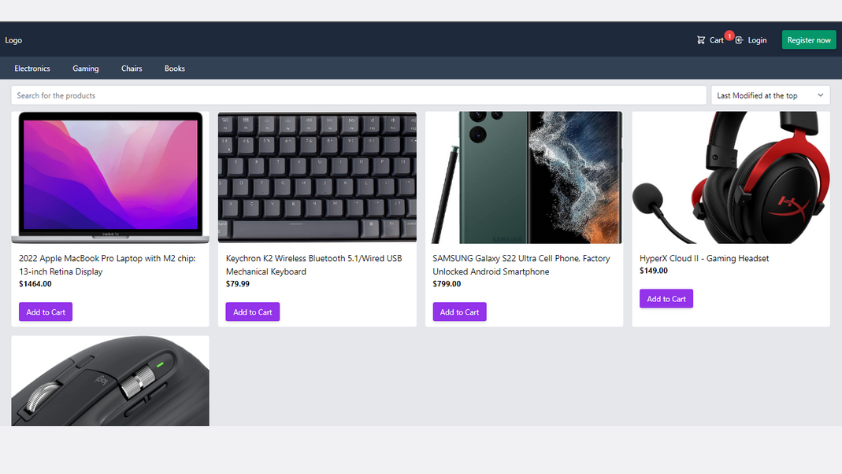 Logo
Cart 1
Login
Register now
Electronics Gaming Chairs Books
Search for the products
Last Modified at the top
2022 Apple MacBook Pro Laptop with M2 chip:
13-inch Retina Display
$1464.00
Add to Cart
Keychron K2 Wireless Bluetooth 5.1/Wired USB
Mechanical Keyboard
$79.99
Add to Cart
SAMSUNG Galaxy S22 Ultra Cell Phone, Factory
Unlocked Android Smartphone
$799.00
Add to Cart
HyperX Cloud II - Gaming Headset
$149.00
Add to Cart